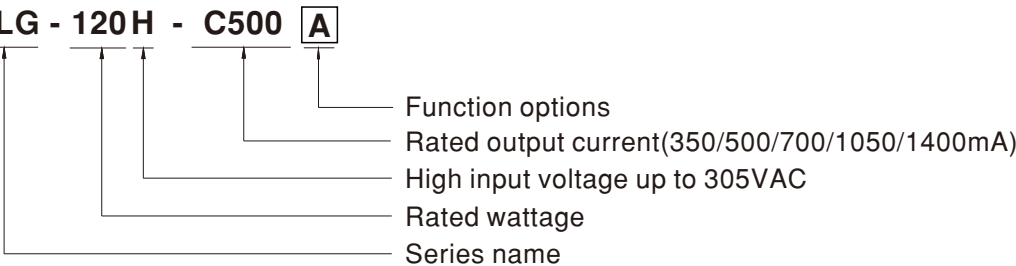 LG - 120 H - C500 A
Function options
Rated output current(350/500/700/1050/1400mA)
High input voltage up to 305VAC
Rated wattage
Series name